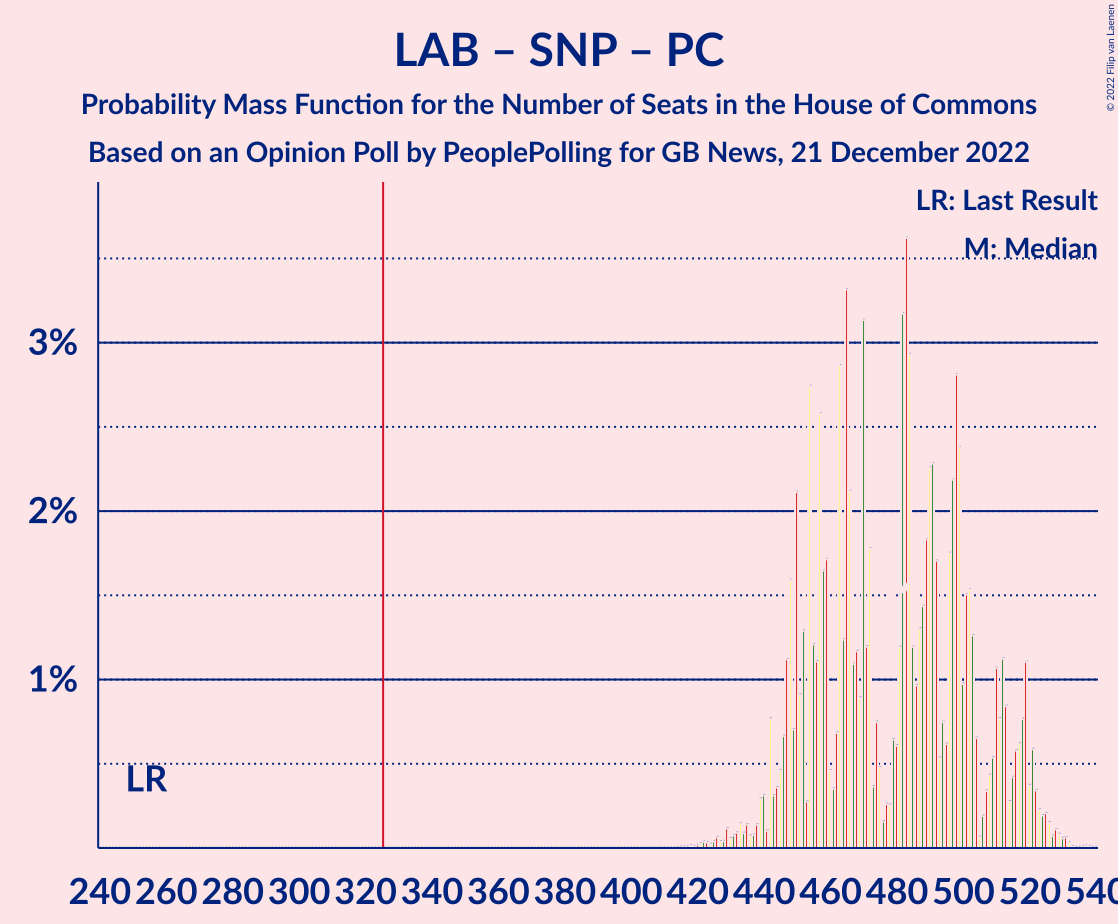 LAB – SNP – PC
Probability Mass Function for the Number of Seats in the House of Commons
Based on an Opinion Poll by PeoplePolling for GB News, 21 December 2022
© 2022 Filip van Laenen
LR: Last Result
M: Median
3%
2%
1%
LR
240 260 280 300 320 340 360 380 400 420 440 460 480 500 520 540